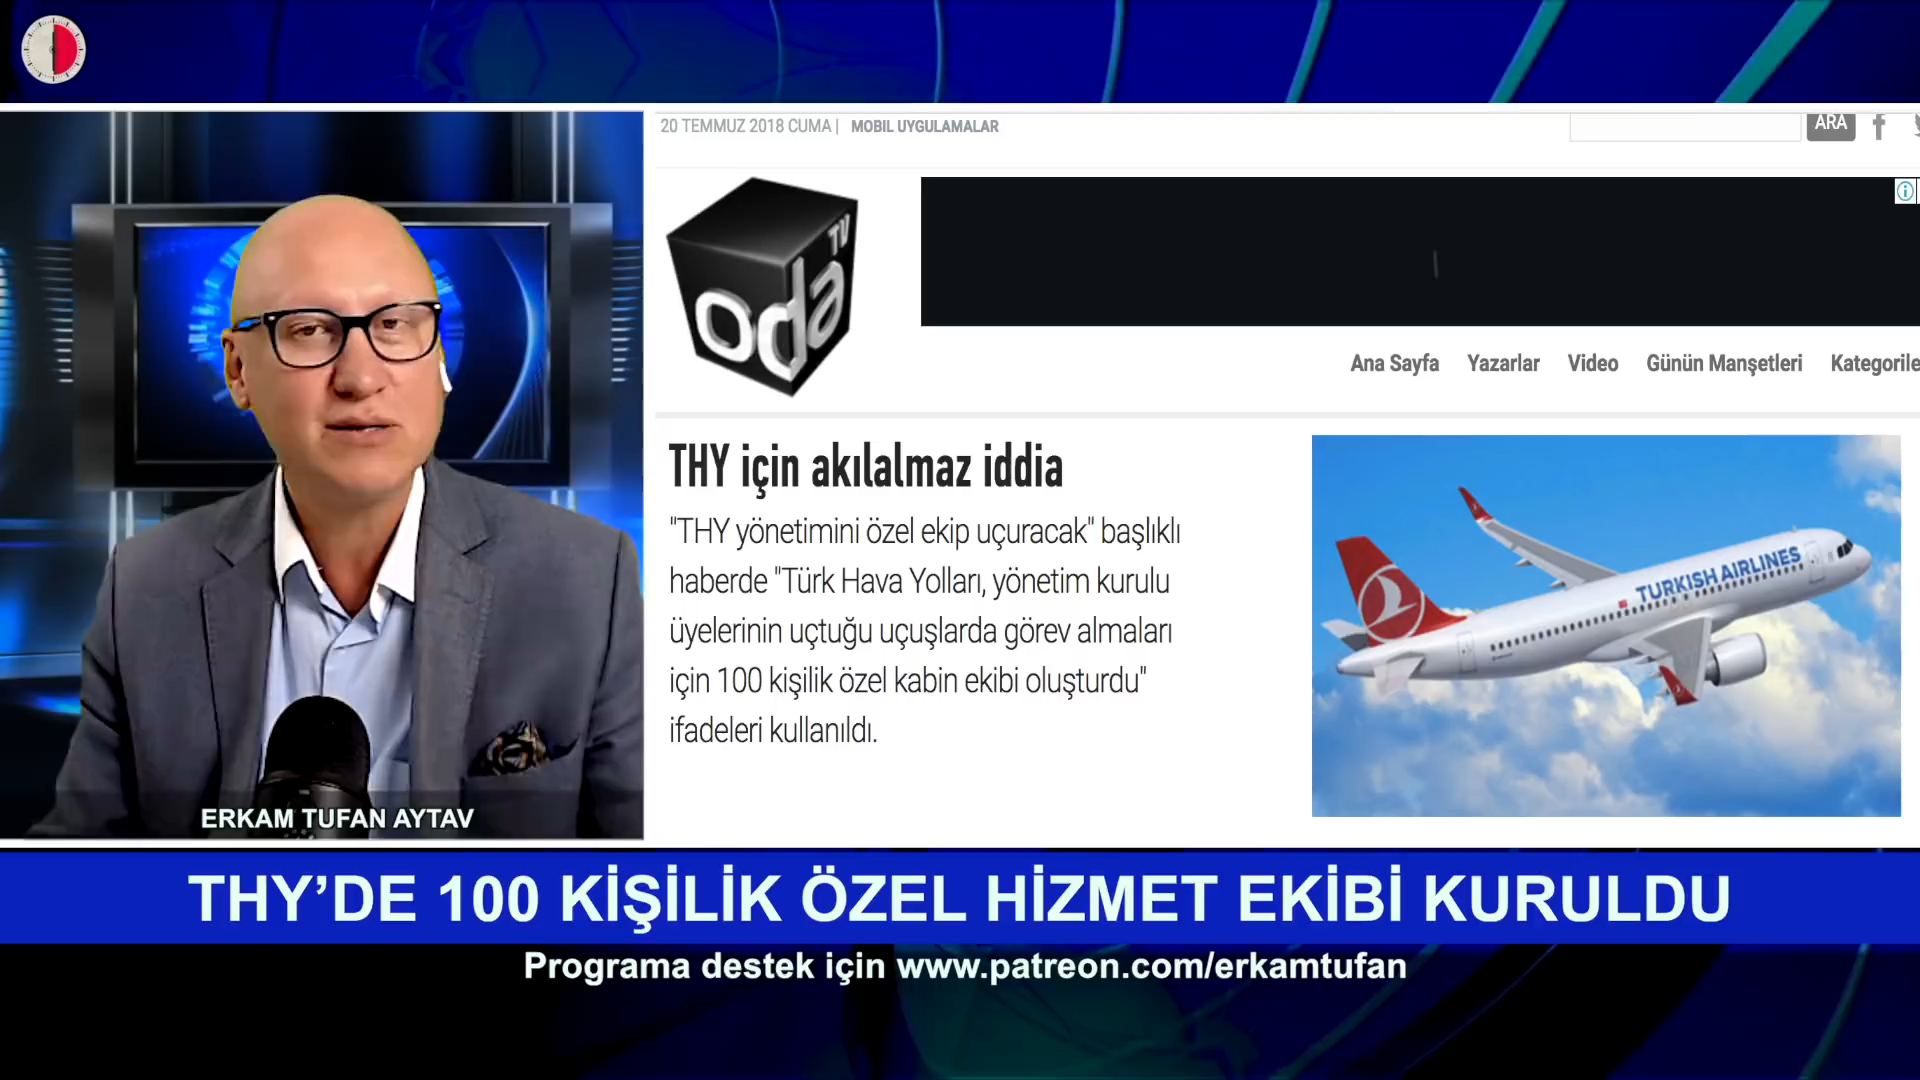 20 TEMMUZ 2018 CUMA | MOBIL UYGULAMALAR
ARA
oda
TV
Ana Sayfa Yazarlar Video Günün Manşetleri Kategorile
THY için akılalmaz iddia
"THY yönetimini özel ekip uçuracak" başlıklı
haberde "Türk Hava Yolları, yönetim kurulu
üyelerinin uçtuğu uçuşlarda görev almaları
için 100 kişilik özel kabin ekibi oluşturdu"
ifadeleri kullanıldı.
TURKISH AIRLINES
ERKAM TUFAN AYTAV
THY’DE 100 KİŞİLİK ÖZEL HİZMET EKİBİ KURULDU
Programa destek için www.patreon.com/erkamtufan